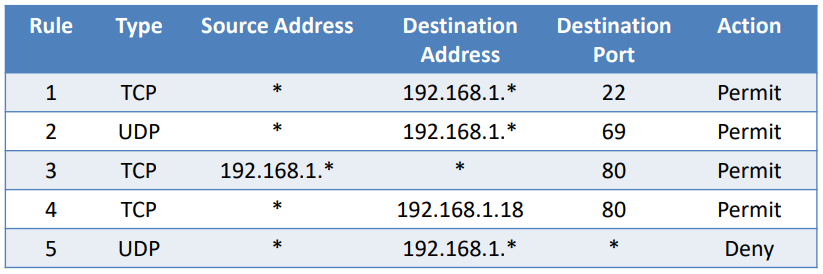 Rule Type Source Address Destination Address Destination Port Action
1 TCP * 192.168.1.* 22 Permit
2 UDP * 192.168.1.* 69 Permit
3 TCP 192.168.1.* * 80 Permit
4 TCP * 192.168.1.18 80 Permit
5 UDP * 192.168.1.* * Deny